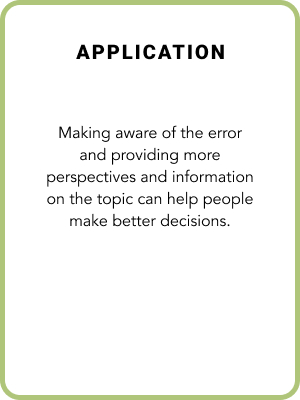 APPLICATION
Making aware of the error
and providing more
perspectives and information
on the topic can help people
make better decisions.